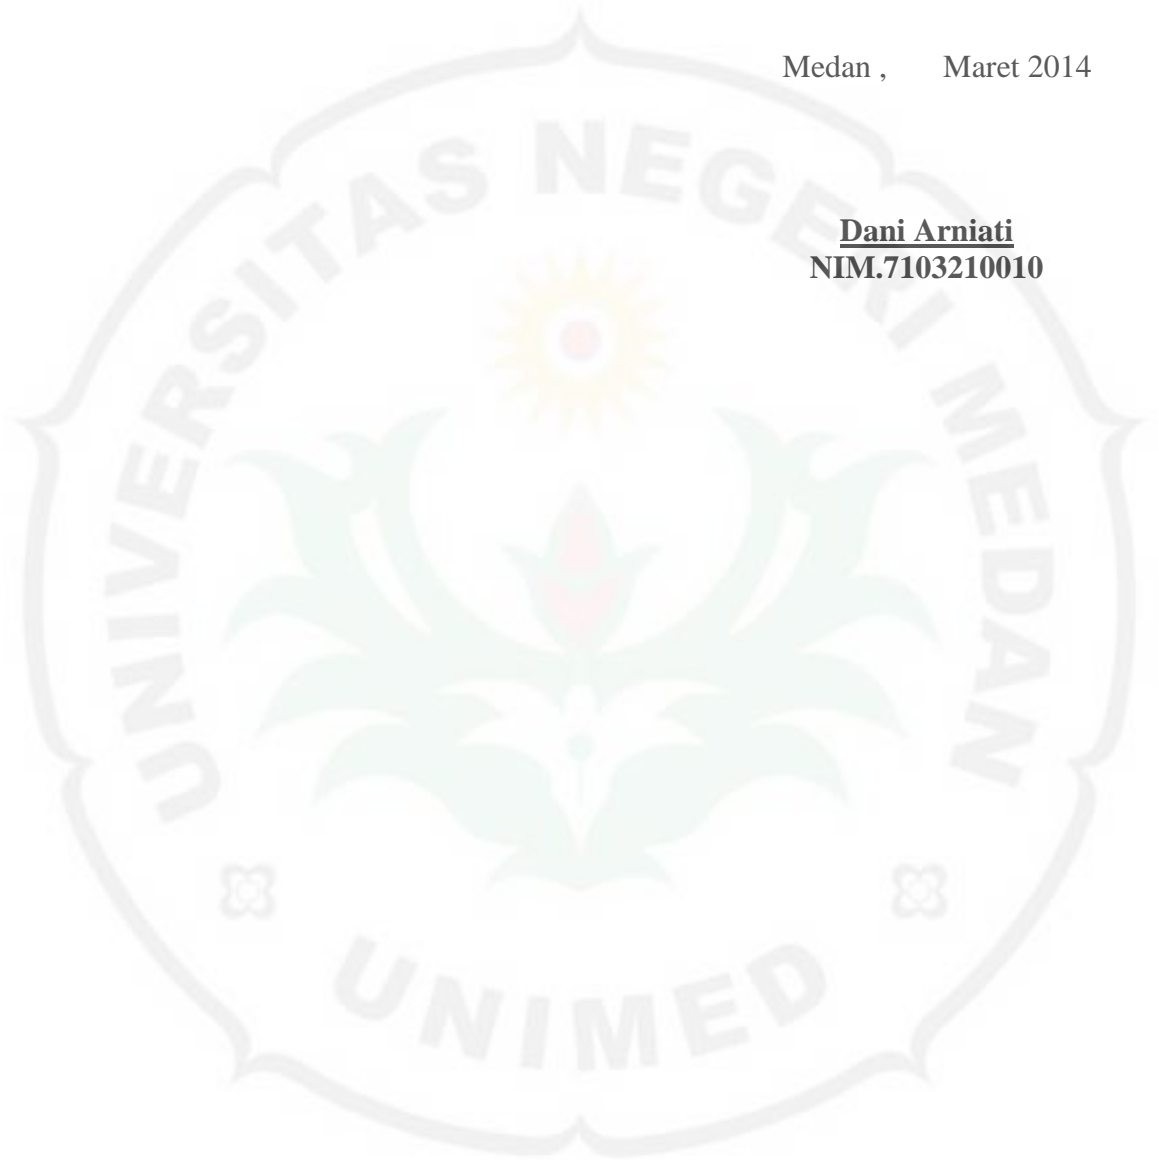 Medan ,       Maret 2014
Dani Arniati
NIM.7103210010
UNIVERSITAS NEGERI MEDAN
UNIMED